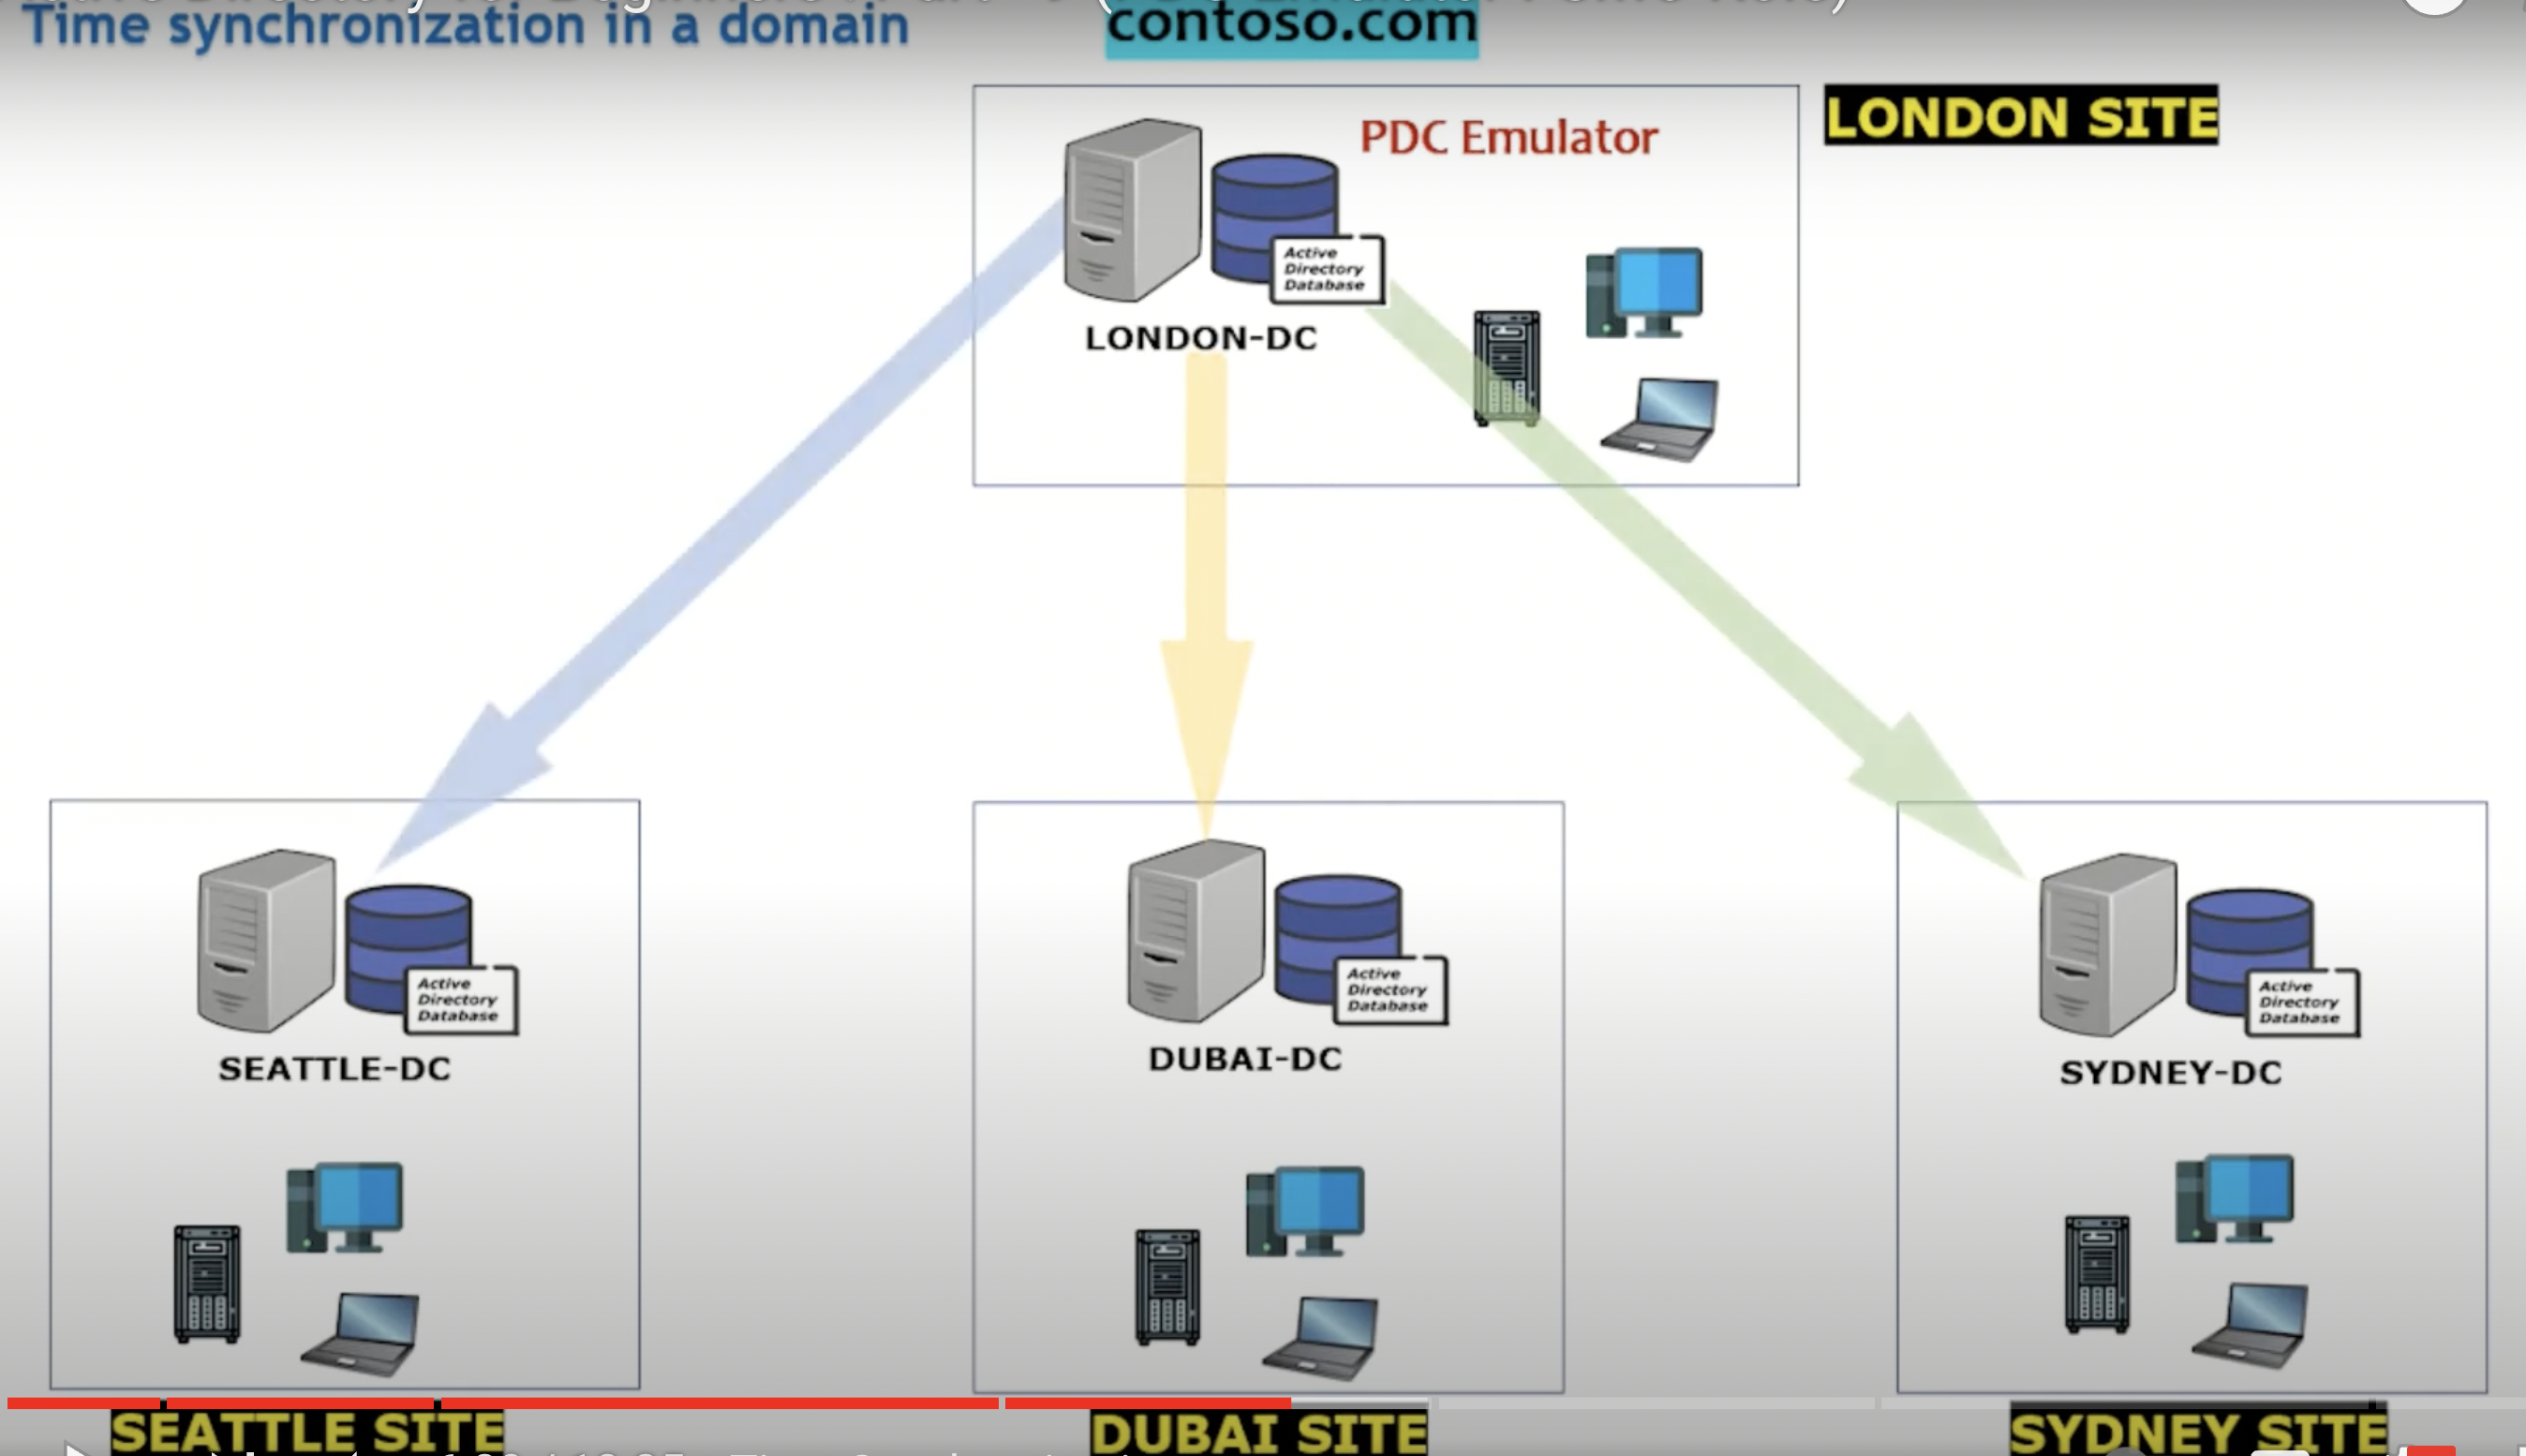 Time synchronization in a domain
contoso.com
LONDON SITE
PDC Emulator
Active
Directory
Database
LONDON-DC
Active
Directory
Database
SEATTLE-DC
Active
Directory
Database
DUBAI-DC
Active
Directory
Database
SYDNEY-DC
SEATTLE SITE
DUBAI SITE
SYDNEY SITE